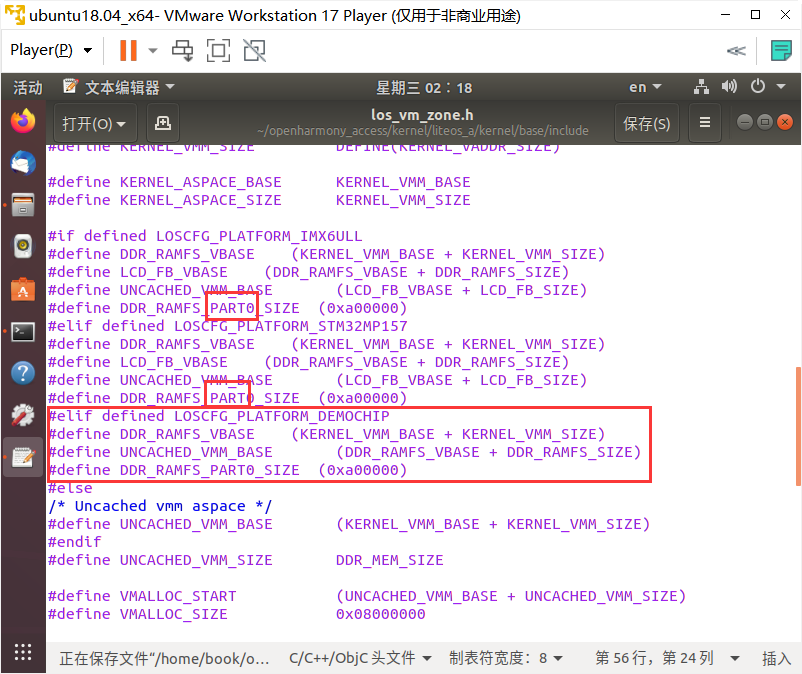 ubuntu18.04_x64- VMware Workstation 17 Player (仅用于非商业用途)
Player(P)
活动 文本编辑器 星期三 02：18 en
打开(O) los_vm_zone.h 保存(S)
~/openharmony_access/kernel/liteos_a/kernel/base/include
#define KERNEL_VMM_SIZE DEFINE(KERNEL_VADDR_SIZE)
#define KERNEL_ASPACE_BASE KERNEL_VMM_BASE
#define KERNEL_ASPACE_SIZE KERNEL_VMM_SIZE
#if defined LOSCFG_PLATFORM_IMX6ULL
#define DDR_RAMFS_VBASE (KERNEL_VMM_BASE + KERNEL_VMM_SIZE)
#define LCD_FB_VBASE (DDR_RAMFS_VBASE + DDR_RAMFS_SIZE)
#define UNCACHED_VMM_BASE (LCD_FB_VBASE + LCD_FB_SIZE)
#define DDR_RAMFS_PART0_SIZE (0xa00000)
#elif defined LOSCFG_PLATFORM_STM32MP157
#define DDR_RAMFS_VBASE (KERNEL_VMM_BASE + KERNEL_VMM_SIZE)
#define LCD_FB_VBASE (DDR_RAMFS_VBASE + DDR_RAMFS_SIZE)
#define UNCACHED_VMM_BASE (LCD_FB_VBASE + LCD_FB_SIZE)
#define DDR_RAMFS_PART0_SIZE (0xa00000)
#elif defined LOSCFG_PLATFORM_DEMOCHIP
#define DDR_RAMFS_VBASE (KERNEL_VMM_BASE + KERNEL_VMM_SIZE)
#define UNCACHED_VMM_BASE (DDR_RAMFS_VBASE + DDR_RAMFS_SIZE)
#define DDR_RAMFS_PART0_SIZE (0xa00000)
#else
/* Uncached vmm aspace */
#define UNCACHED_VMM_BASE (KERNEL_VMM_BASE + KERNEL_VMM_SIZE)
#endif
#define UNCACHED_VMM_SIZE DDR_MEM_SIZE
#define VMALLOC_START (UNCACHED_VMM_BASE + UNCACHED_VMM_SIZE)
#define VMALLOC_SIZE 0x08000000
正在保存文件“/home/book/o… C/C++/ObjC 头文件 制表符宽度：8 第 56 行，第 24 列 插入